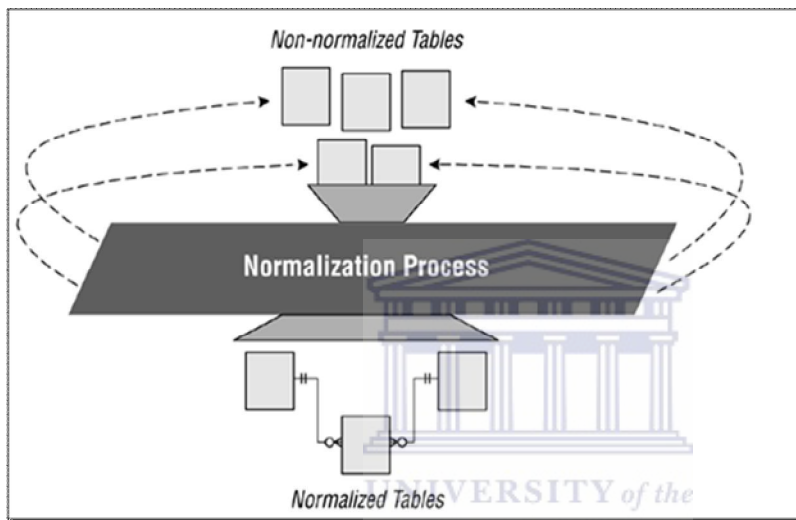 Non-normalized Tables
Normalization Process
Normalized Tables
UNIVERSITY of the